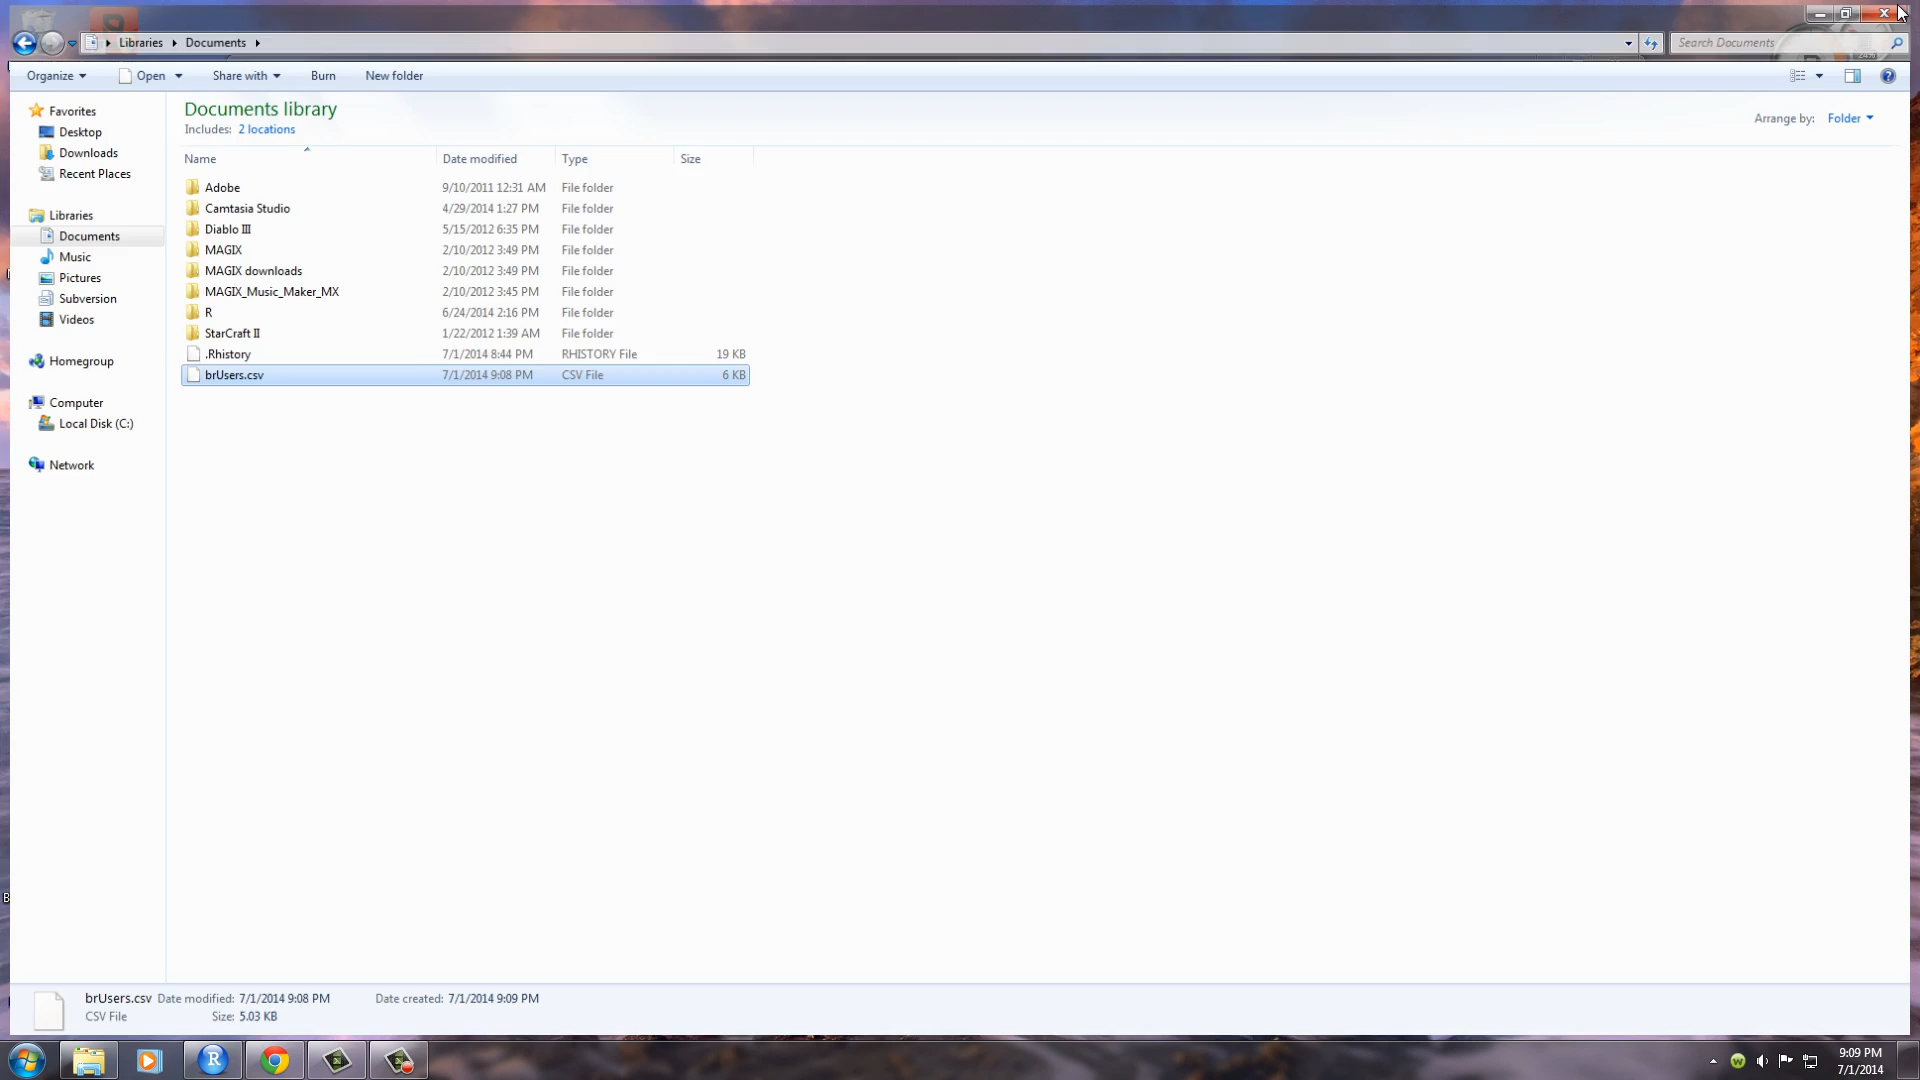 Libraries Documents Search Documents
24%
Organize Open Share with Burn New folder
Documents library
Includes: 2 locations
Arrange by: Folder
Name Date modified Type Size
Adobe 9/10/2011 12:31 AM File folder
Camtasia Studio 4/29/2014 1:27 PM File folder
Diablo III 5/15/2012 6:35 PM File folder
MAGIX 2/10/2012 3:49 PM File folder
MAGIX downloads 2/10/2012 3:49 PM File folder
MAGIX_Music_Maker_MX 2/10/2012 3:45 PM File folder
R 6/24/2014 2:16 PM File folder
StarCraft II 1/22/2012 1:39 AM File folder
.Rhistory 7/1/2014 8:44 PM RHISTORY File 19 KB
brUsers.csv 7/1/2014 9:08 PM CSV File 6 KB
Favorites
Desktop
Downloads
Recent Places
Libraries
Documents
Music
Pictures
Subversion
Videos
Homegroup
Computer
Local Disk (C:)
Network
B
brUsers.csv Date modified: 7/1/2014 9:08 PM Date created: 7/1/2014 9:09 PM
CSV File Size: 5.03 KB
R
W
9:09 PM
7/1/2014